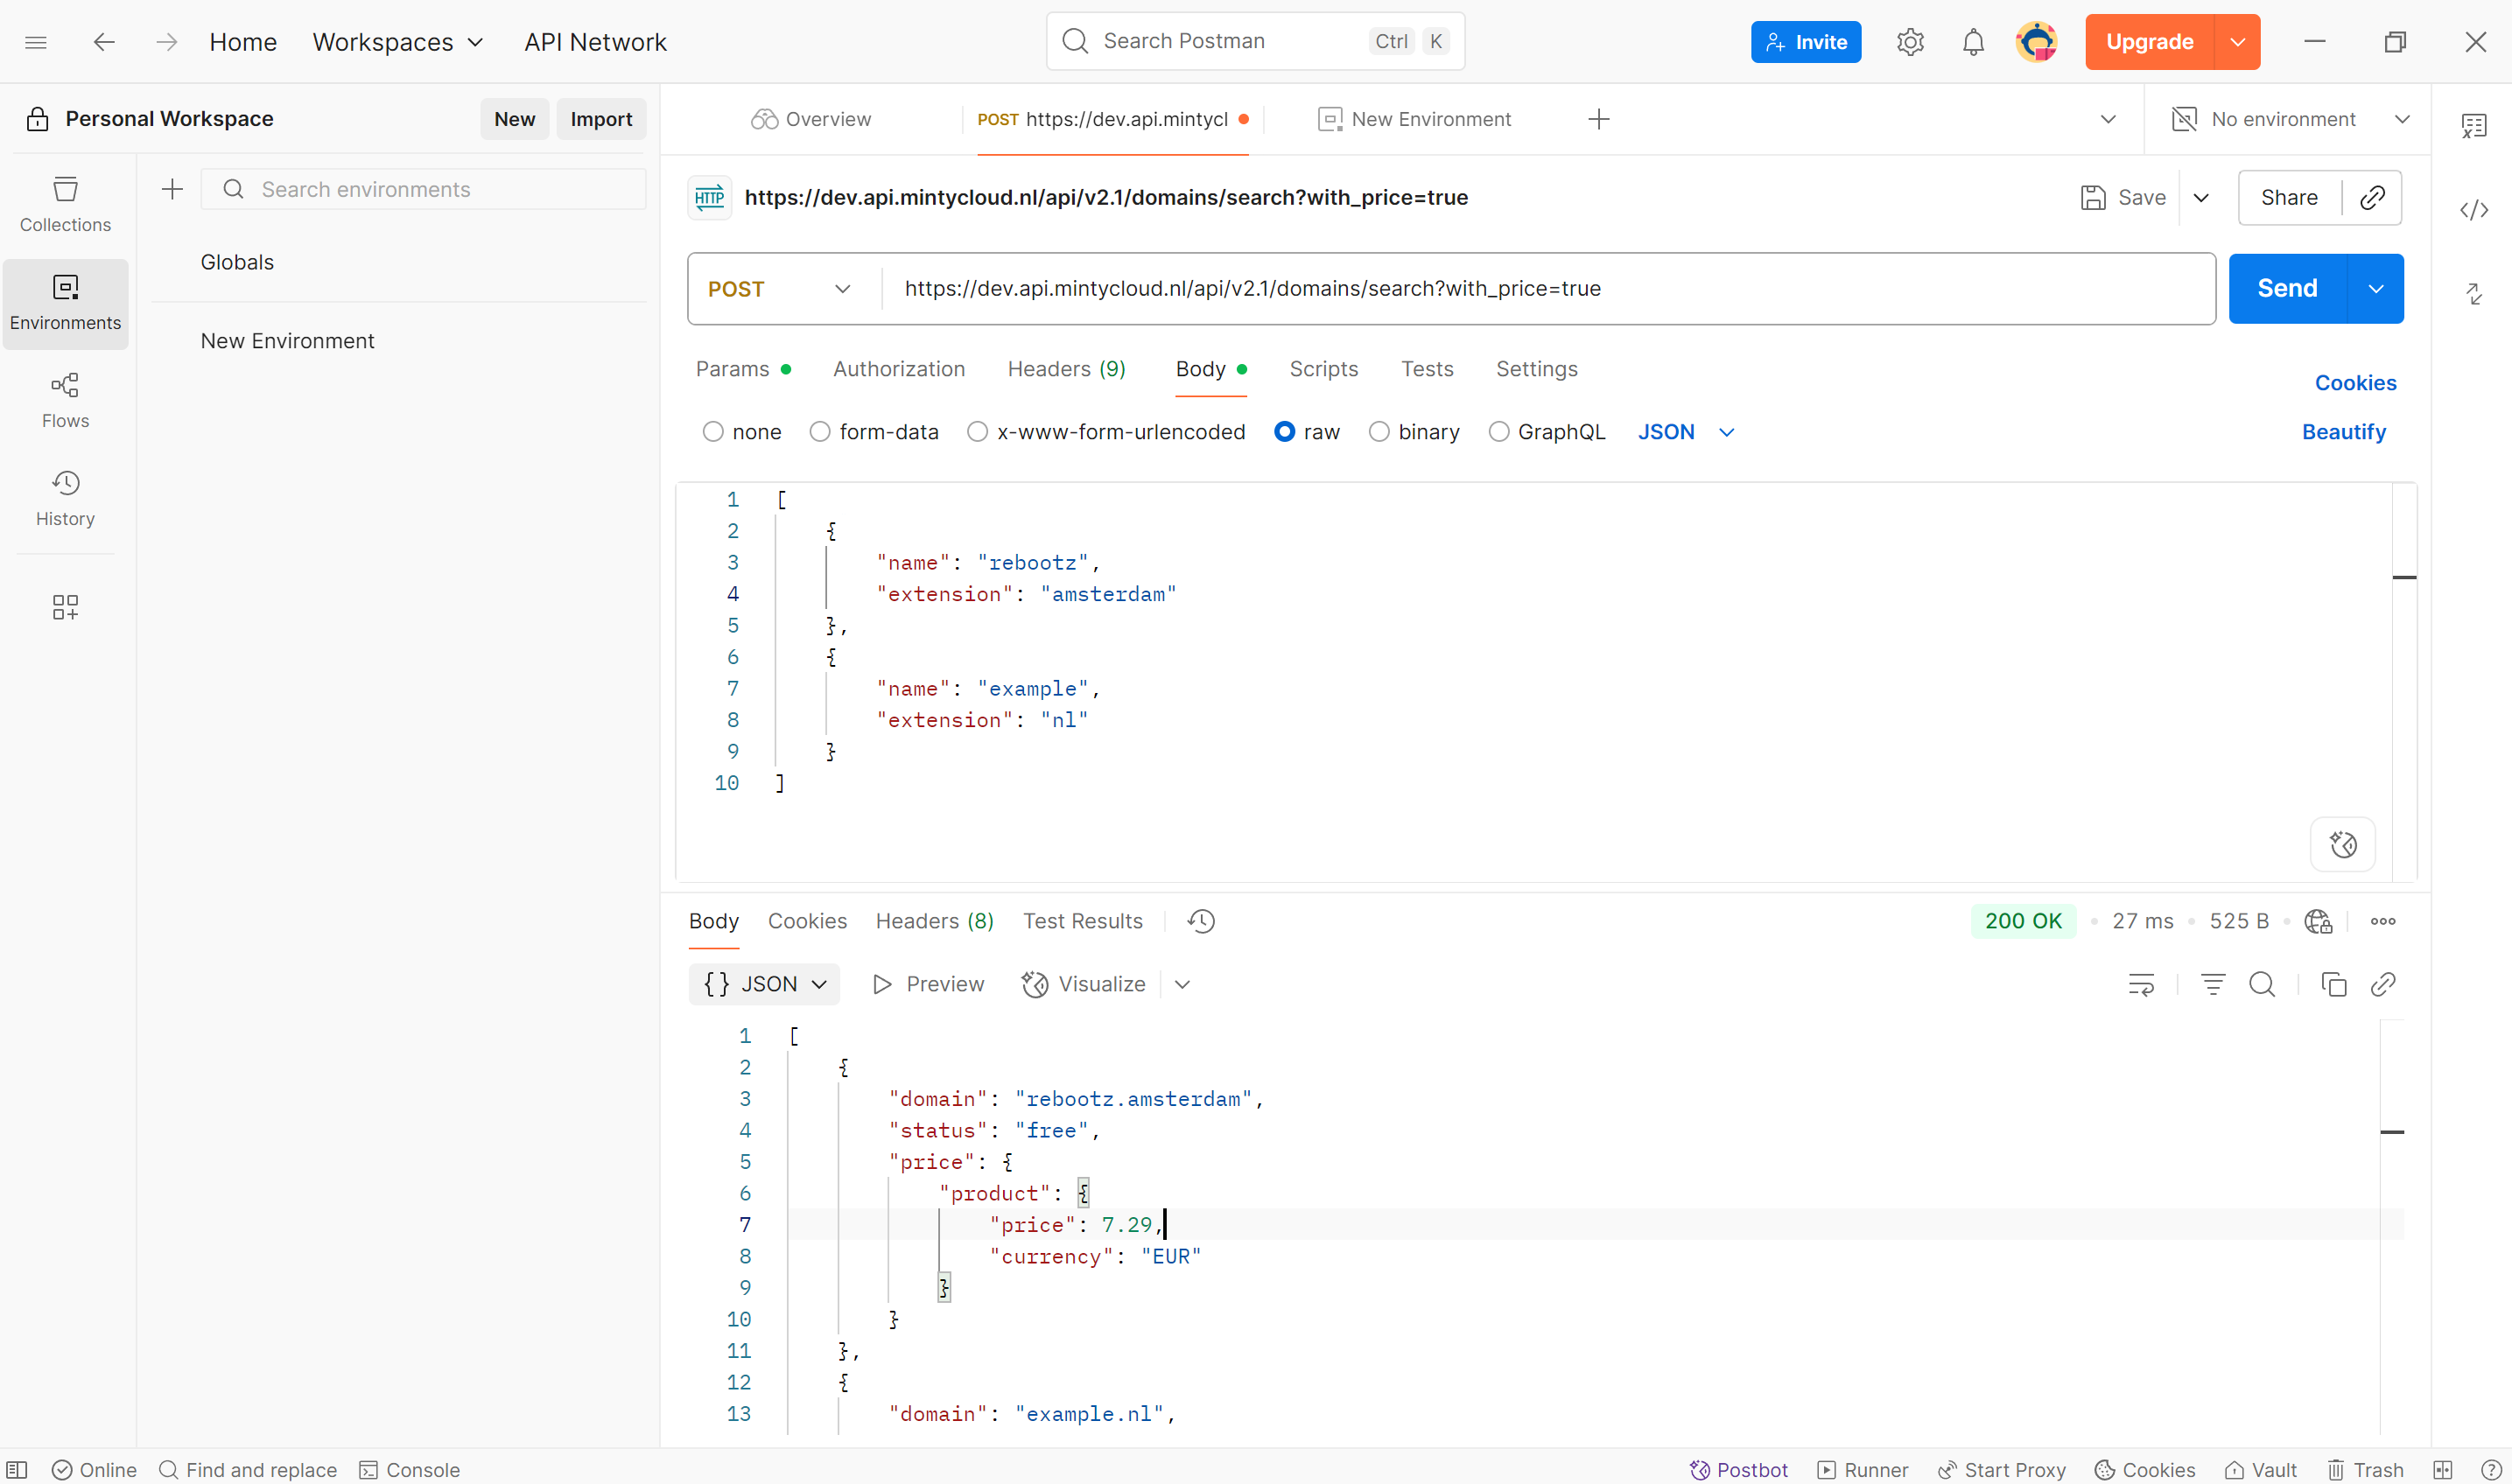 Home Workspaces API Network Search Postman Ctrl K Invite Upgrade
Personal Workspace New Import
Overview POST https://dev.api.mintycl New Environment No environment
Collections
Environments
Flows
History
Search environments
Globals
New Environment
HTTP https://dev.api.mintycloud.nl/api/v2.1/domains/search?with_price=true Save Share
POST https://dev.api.mintycloud.nl/api/v2.1/domains/search?with_price=true Send
Params Authorization Headers (9) Body Scripts Tests Settings Cookies
none form-data x-www-form-urlencoded raw binary GraphQL JSON Beautify
1 [
2 {
3 "name": "rebootz",
4 "extension": "amsterdam"
5 },
6 {
7 "name": "example",
8 "extension": "nl"
9 }
10 ]
Body Cookies Headers (8) Test Results 200 OK 27 ms 525 B
{} JSON Preview Visualize
1 [
2 {
3 "domain": "rebootz.amsterdam",
4 "status": "free",
5 "price": {
6 "product": {
7 "price": 7.29,
8 "currency": "EUR"
9 }
10 }
11 },
12 {
13 "domain": "example.nl",
Online Find and replace Console Postbot Runner Start Proxy Cookies Vault Trash